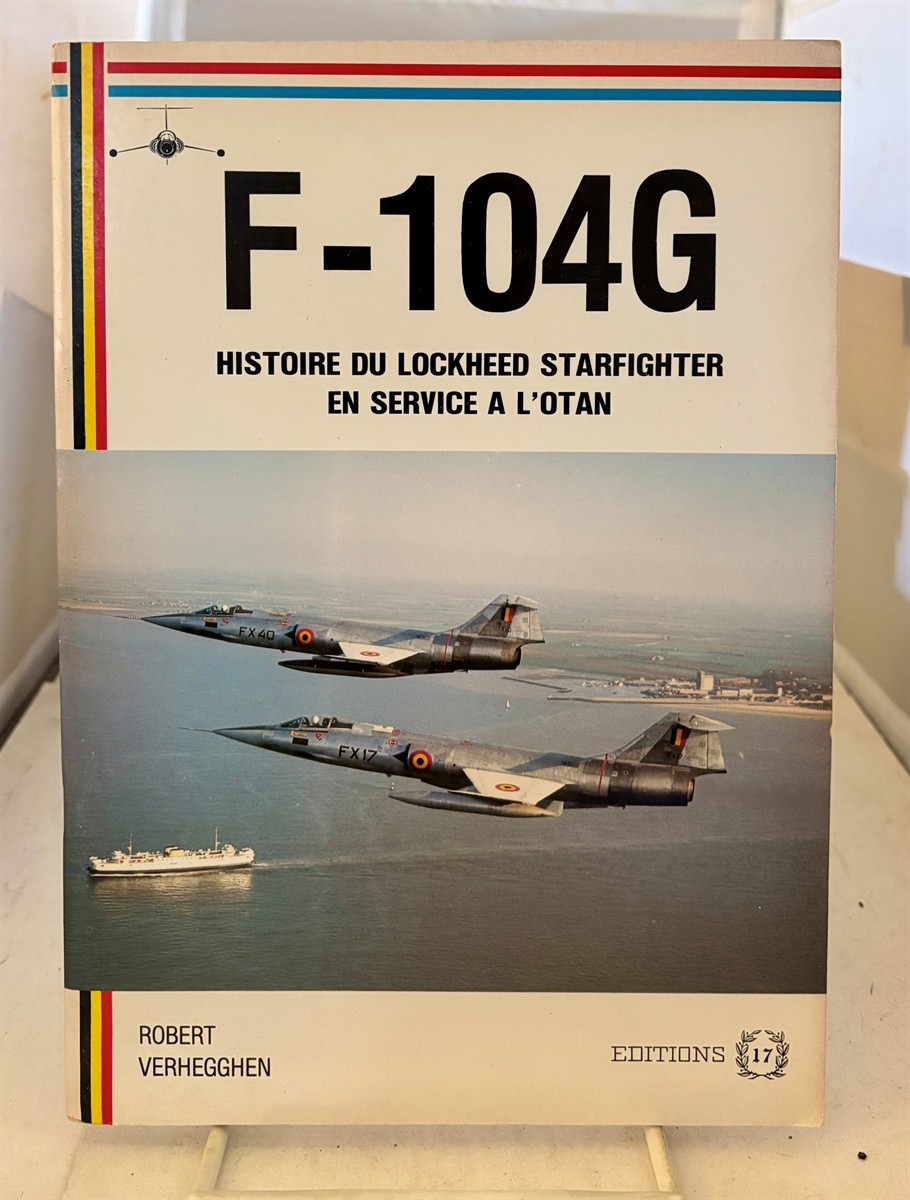 F-104G
HISTOIRE DU LOCKHEED STARFIGHTER
EN SERVICE A L'OTAN
FX40
FX17
ROBERT
VERHEGGHEN
EDITIONS 17